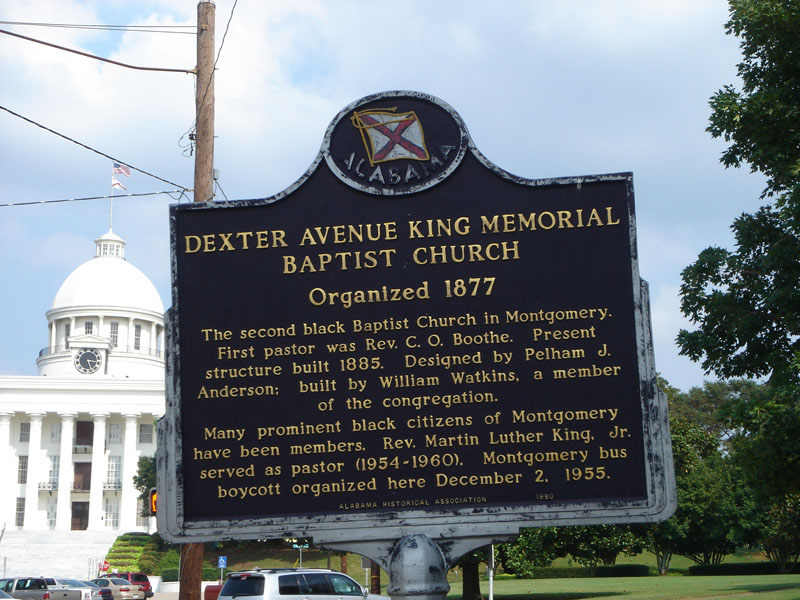 ALABAMA
DEXTER AVENUE KING MEMORIAL
BAPTIST CHURCH
Organized 1877
The second black Baptist Church in Montgomery.
First pastor was Rev. C. O. Boothe. Present
structure built 1885. Designed by Pelham J.
Anderson; built by William Watkins, a member
of the congregation.
Many prominent black citizens of Montgomery
have been members. Rev. Martin Luther King, Jr.
served as pastor (1954-1960). Montgomery bus
boycott organized here December 2, 1955.
ALABAMA HISTORICAL ASSOCIATION 1980